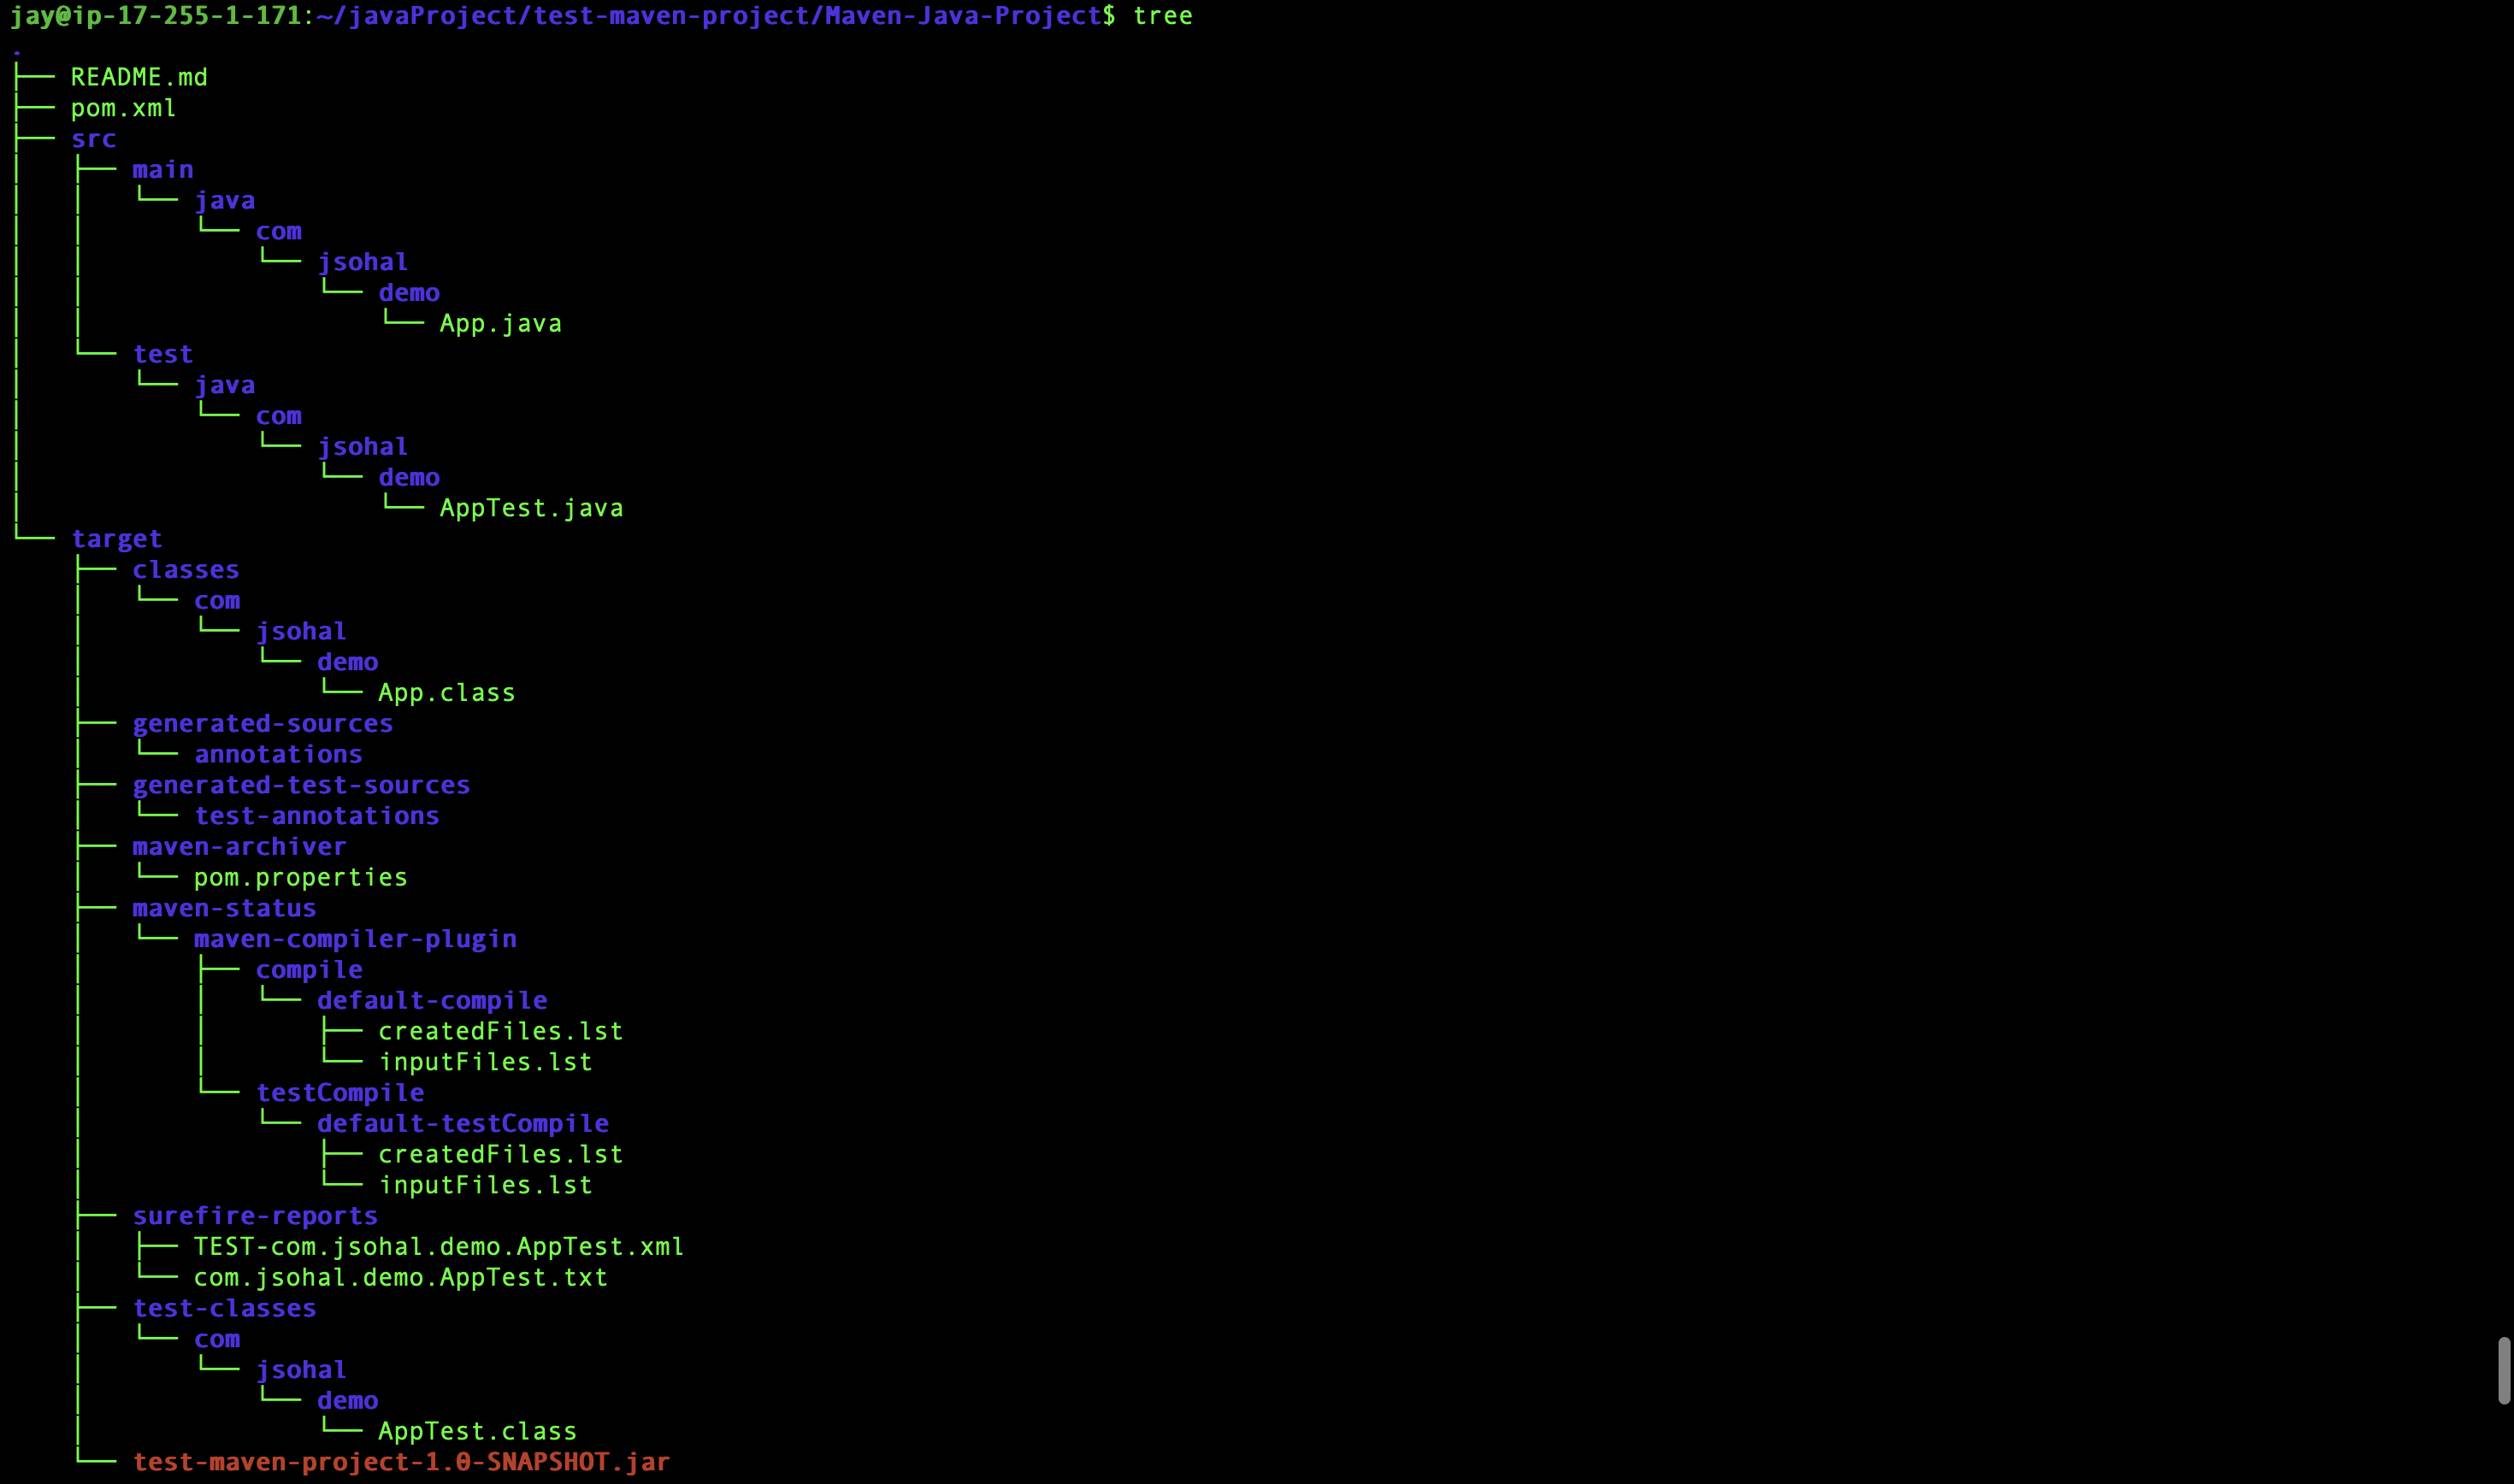 jay@ip-17-255-1-171:~/javaProject/test-maven-project/Maven-Java-Project$ tree
.
├── README.md
├── pom.xml
├── src
│   ├── main
│   │   └── java
│   │       └── com
│   │           └── jsohal
│   │               └── demo
│   │                   └── App.java
│   └── test
│       └── java
│           └── com
│               └── jsohal
│                   └── demo
│                       └── AppTest.java
└── target
    ├── classes
    │   └── com
    │       └── jsohal
    │           └── demo
    │               └── App.class
    ├── generated-sources
    │   └── annotations
    ├── generated-test-sources
    │   └── test-annotations
    ├── maven-archiver
    │   └── pom.properties
    ├── maven-status
    │   └── maven-compiler-plugin
    │       ├── compile
    │       │   └── default-compile
    │       │       ├── createdFiles.lst
    │       │       └── inputFiles.lst
    │       └── testCompile
    │           └── default-testCompile
    │               ├── createdFiles.lst
    │               └── inputFiles.lst
    ├── surefire-reports
    │   ├── TEST-com.jsohal.demo.AppTest.xml
    │   └── com.jsohal.demo.AppTest.txt
    ├── test-classes
    │   └── com
    │       └── jsohal
    │           └── demo
    │               └── AppTest.class
    └── test-maven-project-1.0-SNAPSHOT.jar